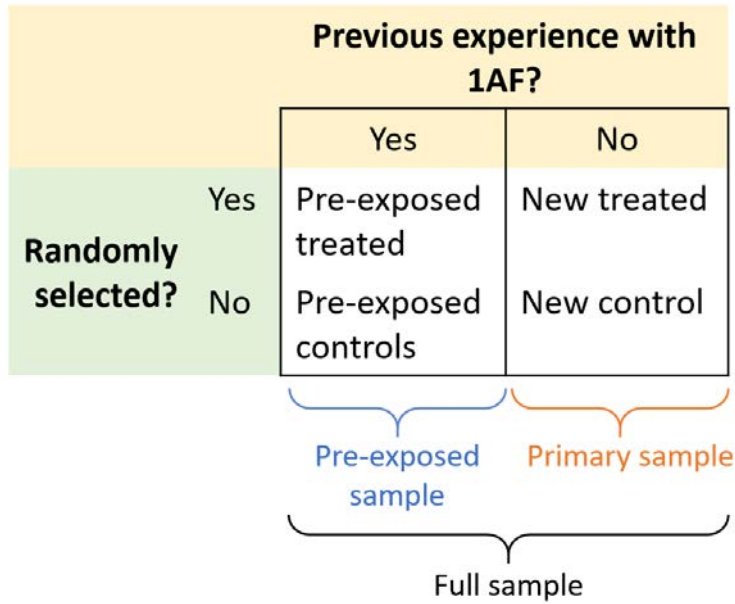 Previous experience with
1AF?
Yes No
Randomly
selected?
Yes
Pre-exposed
treated
New treated
No
Pre-exposed
controls
New control
Pre-exposed
sample
Primary sample
Full sample